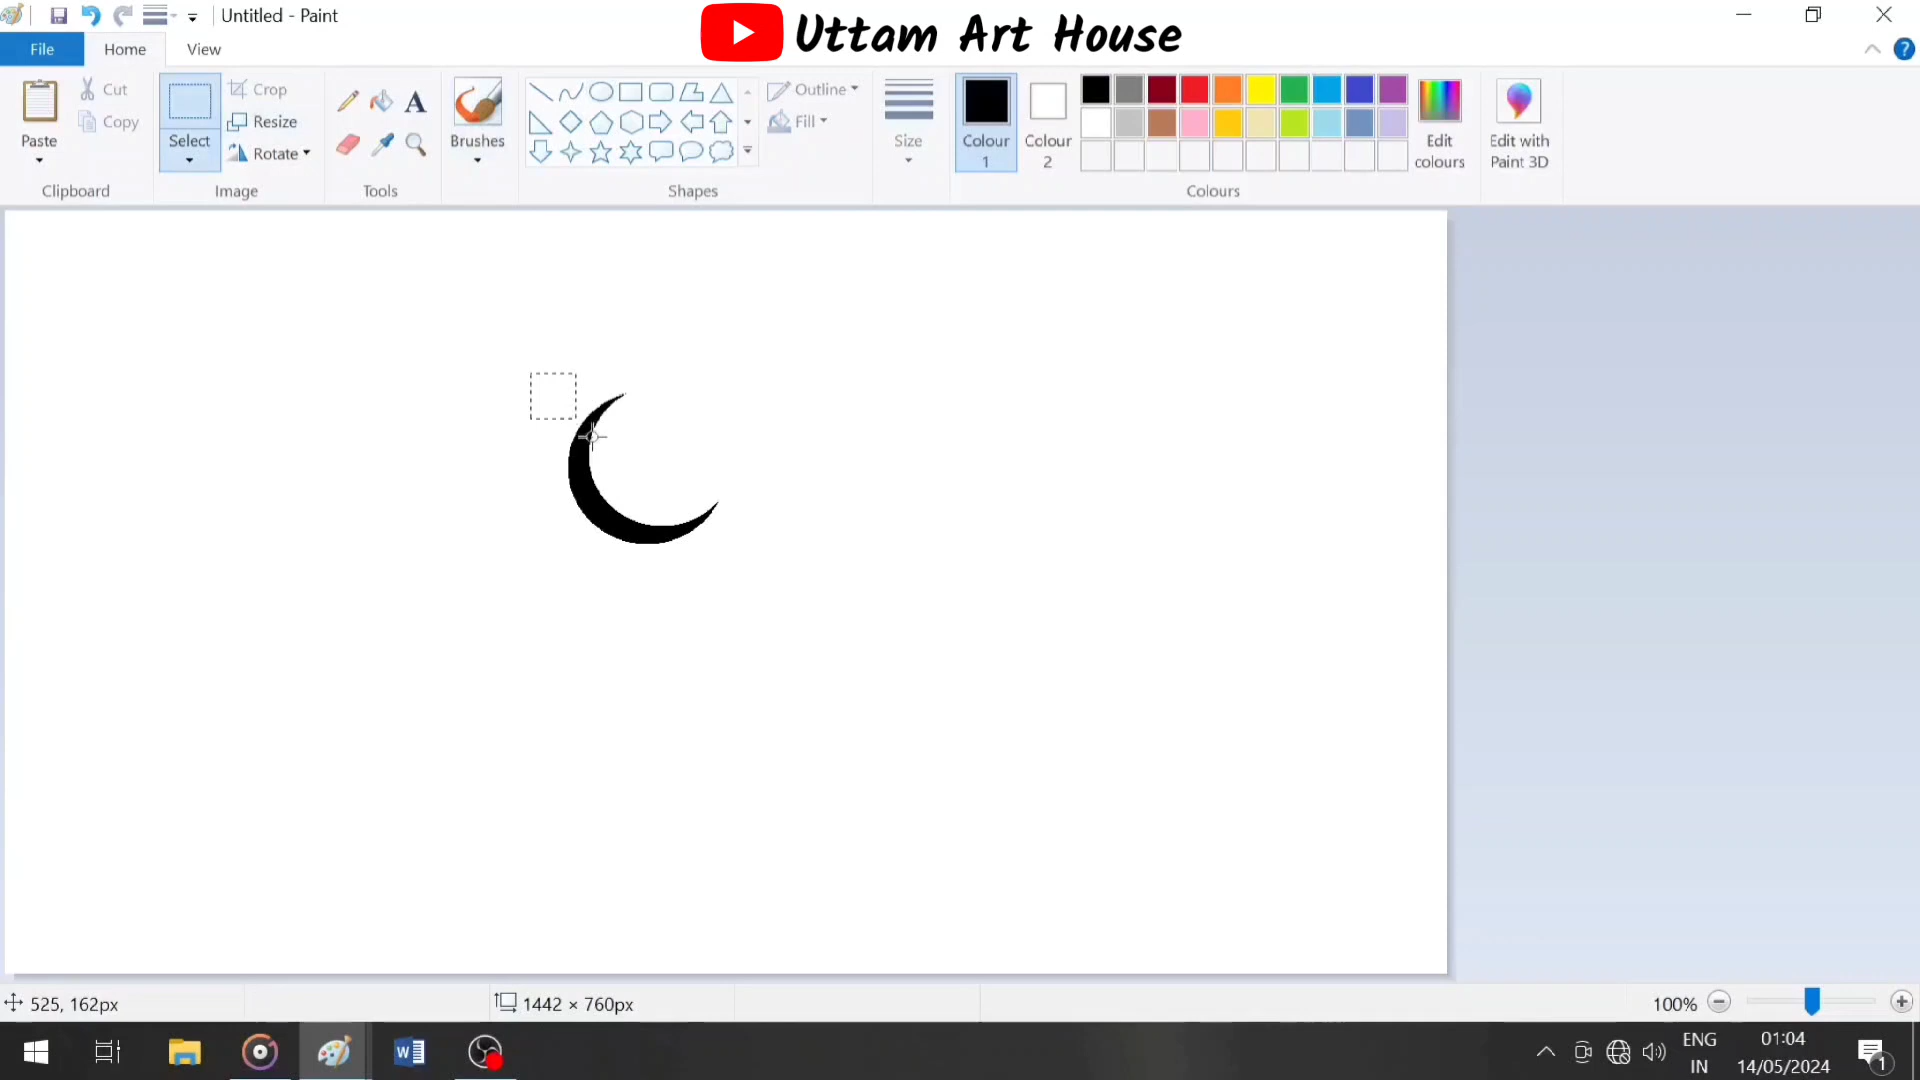 Untitled - Paint
Uttam Art House
File
Home
View
Paste
Cut
Copy
Clipboard
Select
Crop
Resize
Rotate
Image
A
Tools
Brushes
Outline
Fill
Shapes
Size
Colour
1
Colour
2
Edit
colours
Colours
Edit with
Paint 3D
525, 162px
1442 × 760px
100%
W
ENG
IN
01:04
14/05/2024
1